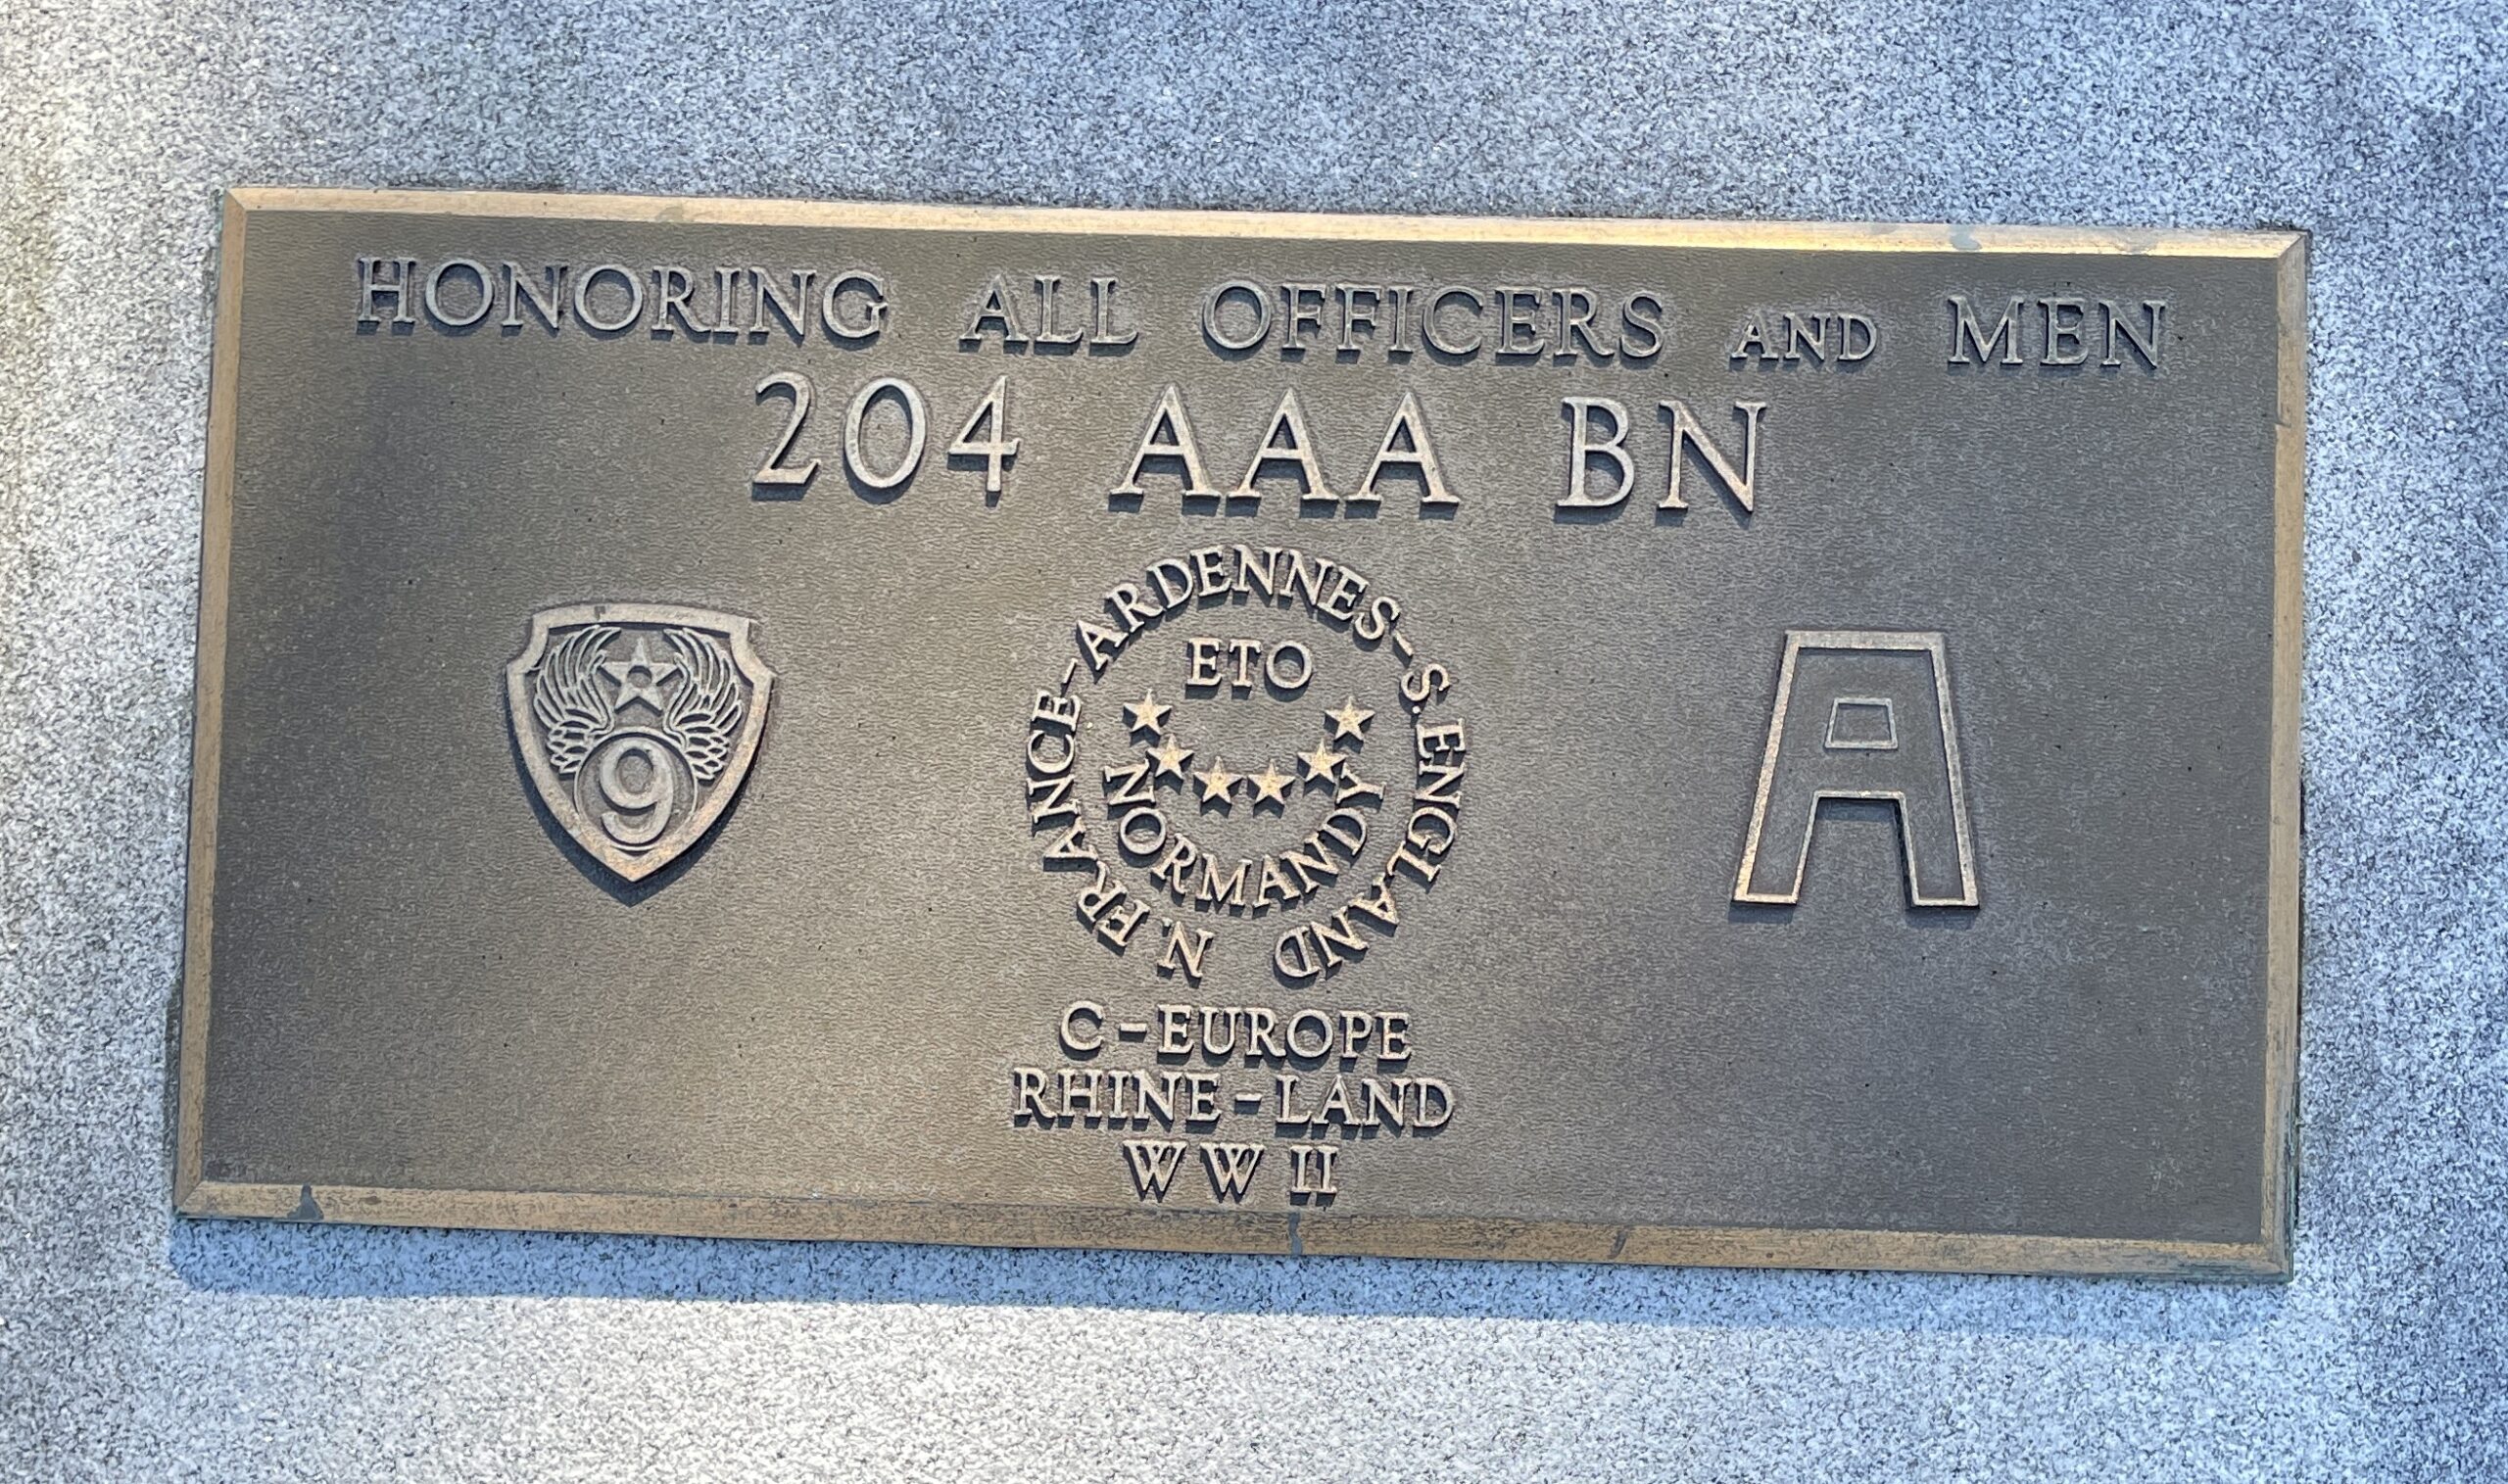 HONORING ALL OFFICERS AND MEN
204 AAA BN
N. FRANCE-ARDENNES-S. ENGLAND
ETO
NORMANDY
9
A
C-EUROPE
RHINE-LAND
WW II